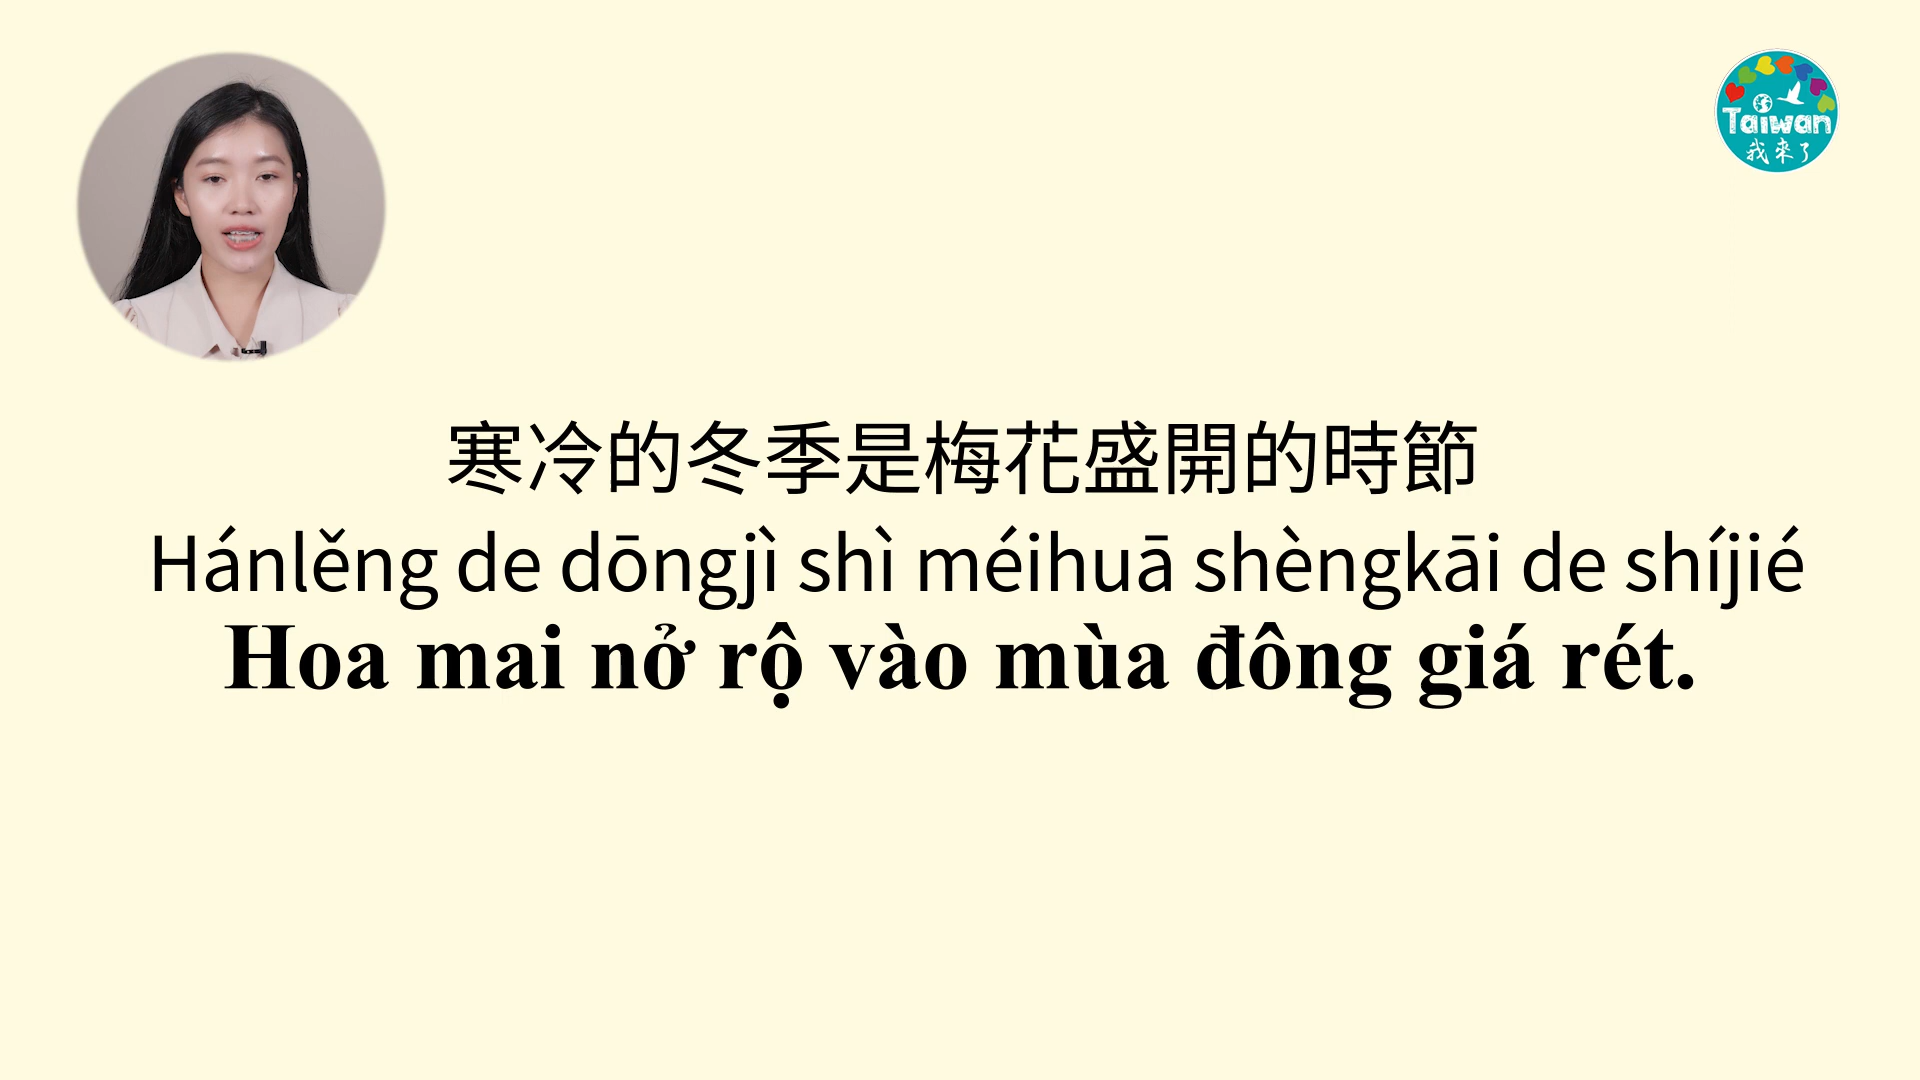 Taiwan
我來了
寒冷的冬季是梅花盛開的時節
Hánlěng de dōngjì shì méihuā shèngkāi de shíjié
Hoa mai nở rộ vào mùa đông giá rét.